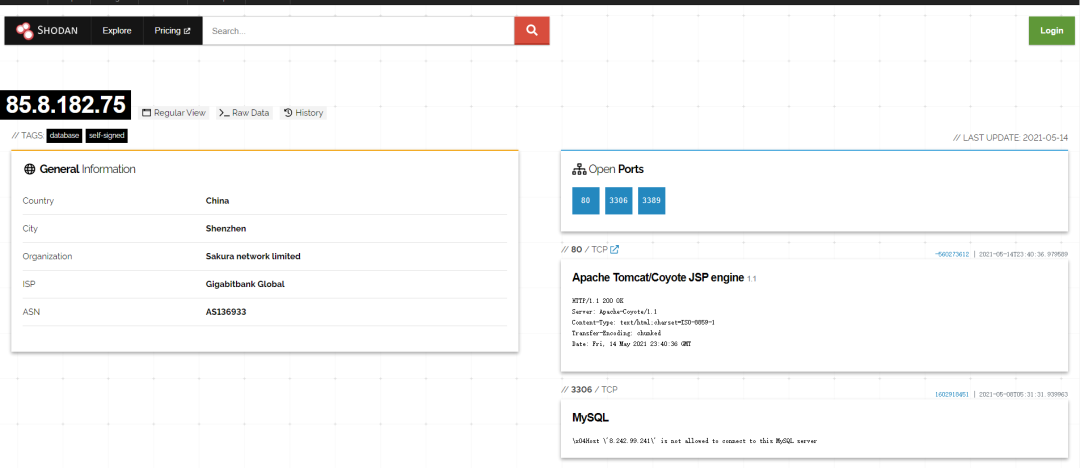 SHODAN Explore Pricing Search... Login
85.8.182.75 Regular View >_ Raw Data History
// TAGS: database self-signed
// LAST UPDATE: 2021-05-14
General Information
Country China
City Shenzhen
Organization Sakura network limited
ISP Gigabitbank Global
ASN AS136933
Open Ports
80 3306 3389
// 80 / TCP
-560273612 | 2021-05-14T23:40:36.979589
Apache Tomcat/Coyote JSP engine 1.1
HTTP/1.1 200 OK
Server: Apache-Coyote/1.1
Content-Type: text/html;charset=ISO-8859-1
Transfer-Encoding: chunked
Date: Fri, 14 May 2021 23:40:36 GMT
// 3306 / TCP
1602918451 | 2021-05-08T05:31:31.939963
MySQL
\x04Host \'8.242.99.241\' is not allowed to connect to this MySQL server